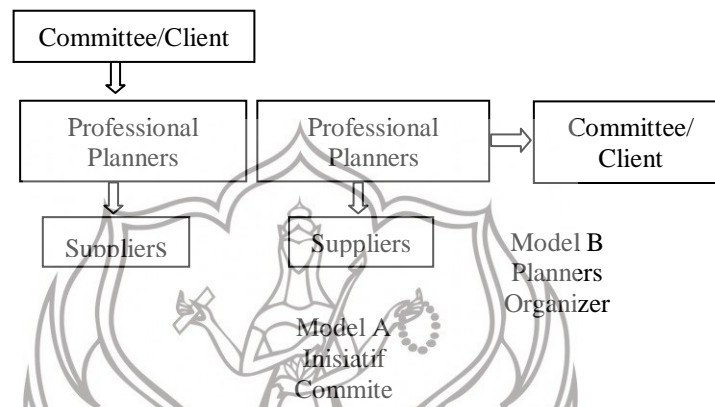 Committee/Client
Professional
Planners
Professional
Planners
Committee/
Client
Suppliers
Suppliers
Model B
Planners
Organizer
Model A
Inisiatif
Commite